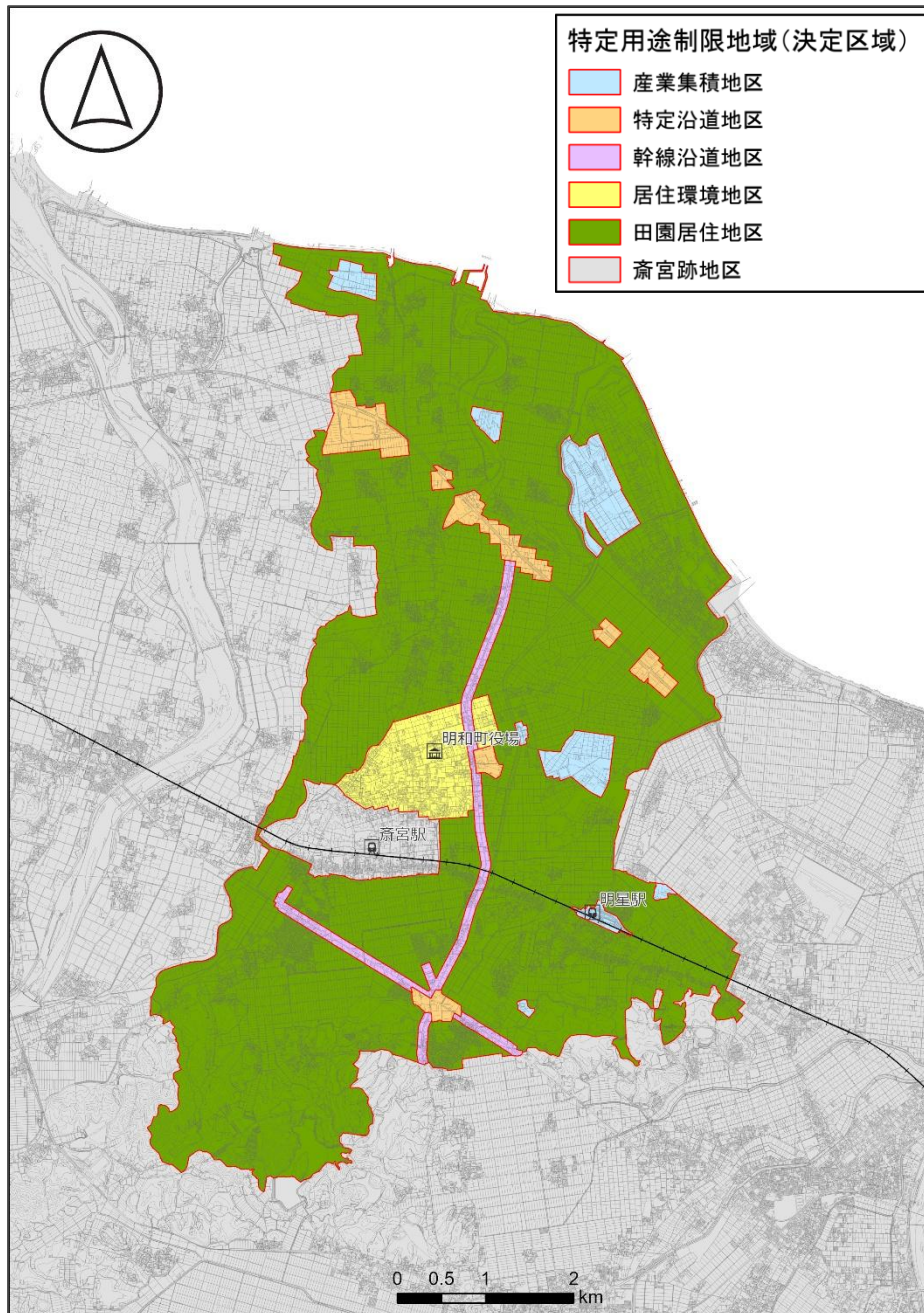 特定用途制限地域（決定区域）
産業集積地区
特定沿道地区
幹線沿道地区
居住環境地区
田園居住地区
斎宮跡地区
明和町役場
斎宮駅
明星駅
0 0.5 1 2
km